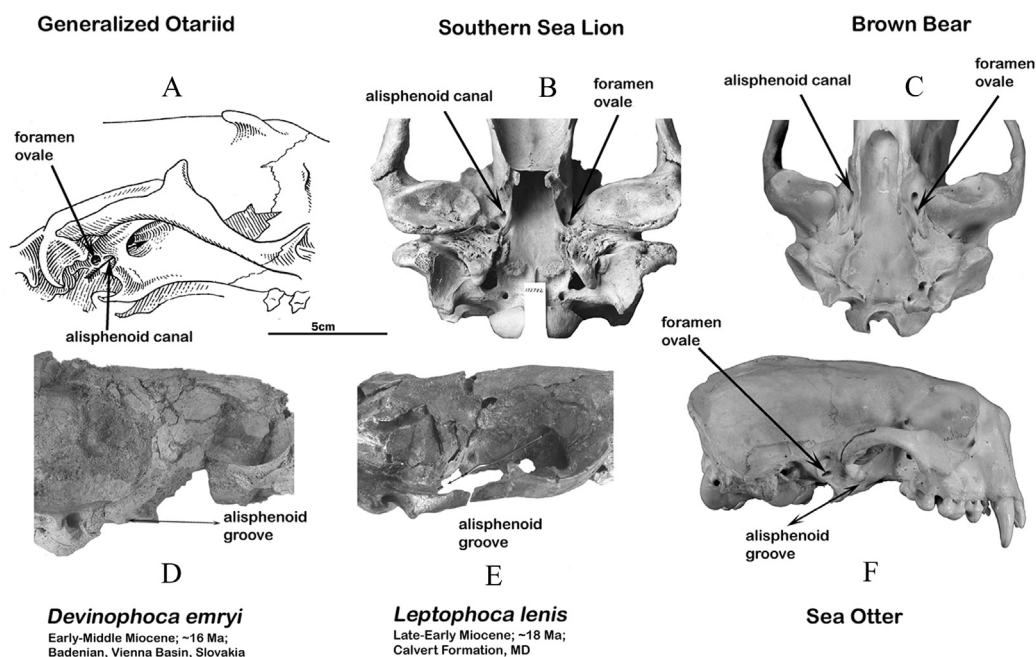 Generalized Otariid
Southern Sea Lion
Brown Bear
A
B
C
foramen
ovale
alisphenoid canal
alisphenoid canal
foramen
ovale
alisphenoid canal
foramen
ovale
5cm
foramen
ovale
alisphenoid
groove
alisphenoid
groove
alisphenoid
groove
D
E
F
Devinophoca emryi
Early-Middle Miocene; ~16 Ma;
Badenian, Vienna Basin, Slovakia
Leptophoca lenis
Late-Early Miocene; ~18 Ma;
Calvert Formation, MD
Sea Otter